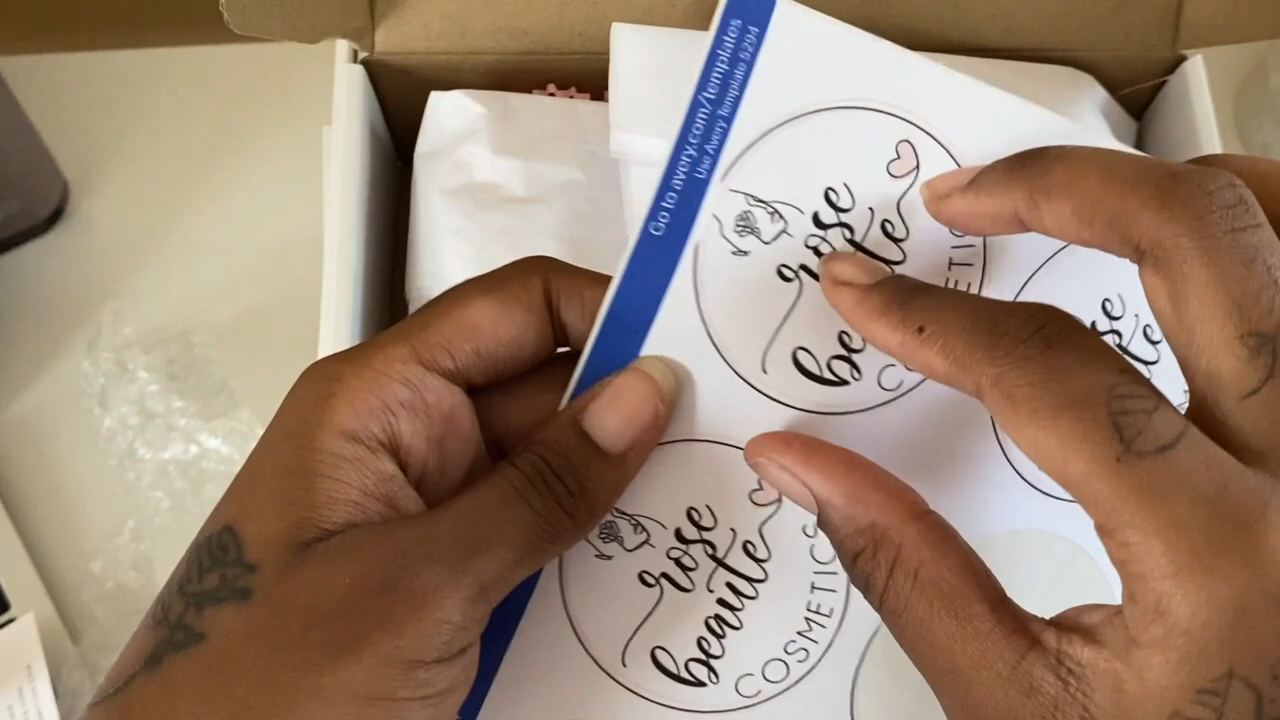 Go to avery.com/templates
Use Avery Template 5294
rose
beaute
rose
beaute
COSMETICS